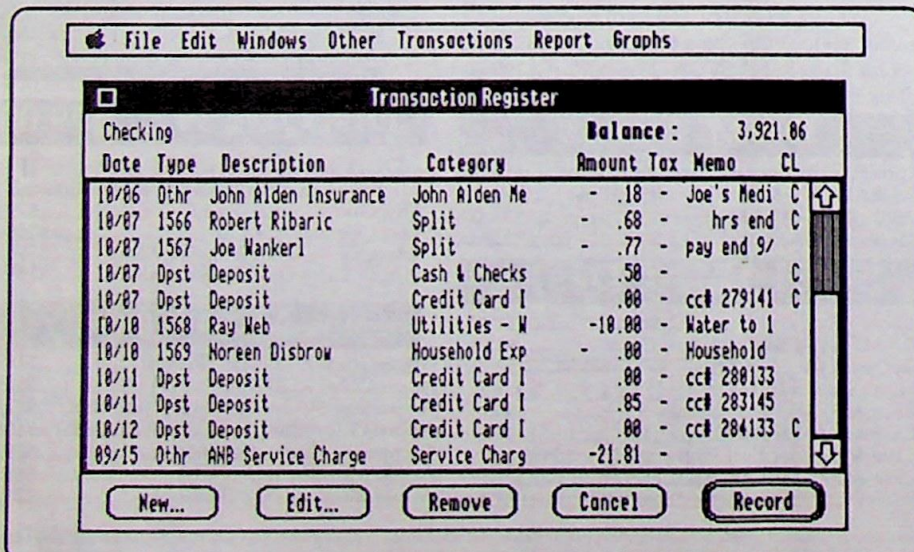 File Edit Windows Other Transactions Report Graphs
Transaction Register
Checking Balance: 3,921.86
Date Type Description Category Amount Tax Memo CL
10/06 Othr John Alden Insurance John Alden Me - .18 - Joe's Medi C
10/07 1566 Robert Ribaric Split - .68 - hrs end C
10/07 1567 Joe Wankerl Split - .77 - pay end 9/
10/07 Dpst Deposit Cash & Checks .50 - C
10/07 Dpst Deposit Credit Card I .00 - cc# 279141 C
10/10 1568 Ray Web Utilities - W -10.00 - Water to 1
10/10 1569 Noreen Disbrow Household Exp .00 - Household
10/11 Dpst Deposit Credit Card I .00 - cc# 280133
10/11 Dpst Deposit Credit Card I .85 - cc# 283145
10/12 Dpst Deposit Credit Card I .00 - cc# 284133 C
09/15 Othr ANB Service Charge Service Charg -21.81 -
New... Edit... Remove Cancel Record